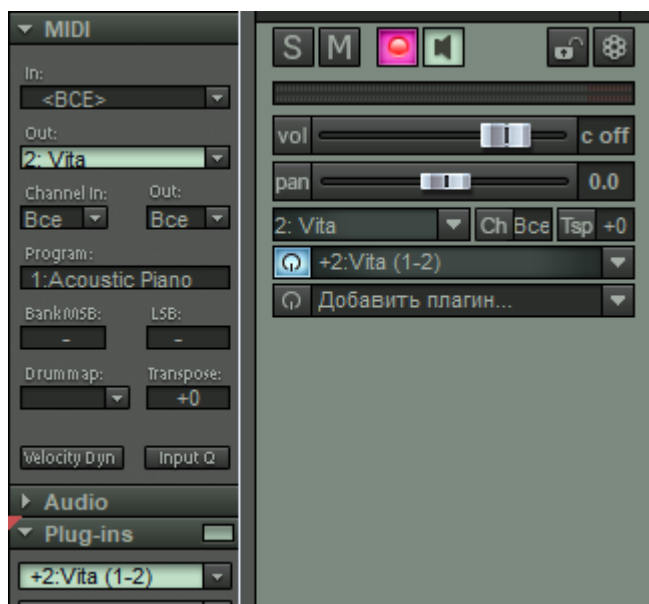 MIDI
In:
<ВСЕ>
Out:
2: Vita
Channel In: Out:
Все Все
Program:
1:Acoustic Piano
Bank:MSB: LSB:
- -
Drummap: Transpose:
+0
Velocity Dyn Input Q
Audio
Plug-ins
+2:Vita (1-2)
S M
vol c off
pan 0.0
2: Vita Ch Все Tsp +0
+2:Vita (1-2)
Добавить плагин...